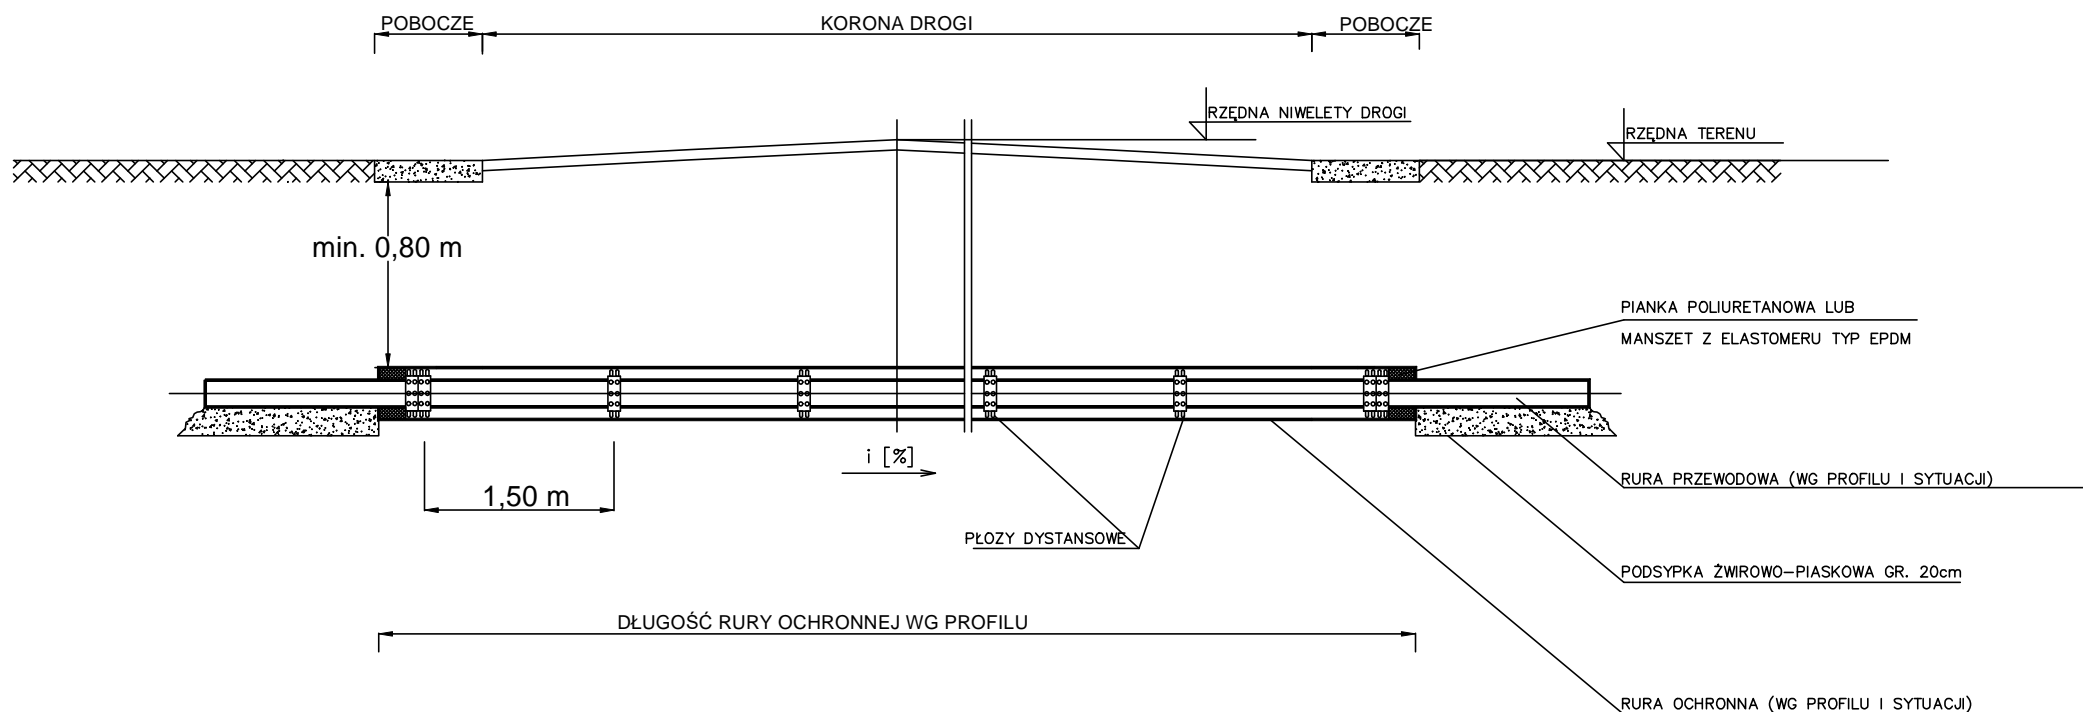 POBOCZE
KORONA DROGI
POBOCZE
RZĘDNA NIWELETY DROGI
RZĘDNA TERENU
min. 0,80 m
PIANKA POLIURETANOWA LUB
MANSZET Z ELASTOMERU TYP EPDM
i [%]
RURA PRZEWODOWA (WG PROFILU I SYTUACJI)
1,50 m
PŁOZY DYSTANSOWE
PODSYPKA ŻWIROWO-PIASKOWA GR. 20cm
DŁUGOŚĆ RURY OCHRONNEJ WG PROFILU
RURA OCHRONNA (WG PROFILU I SYTUACJI)